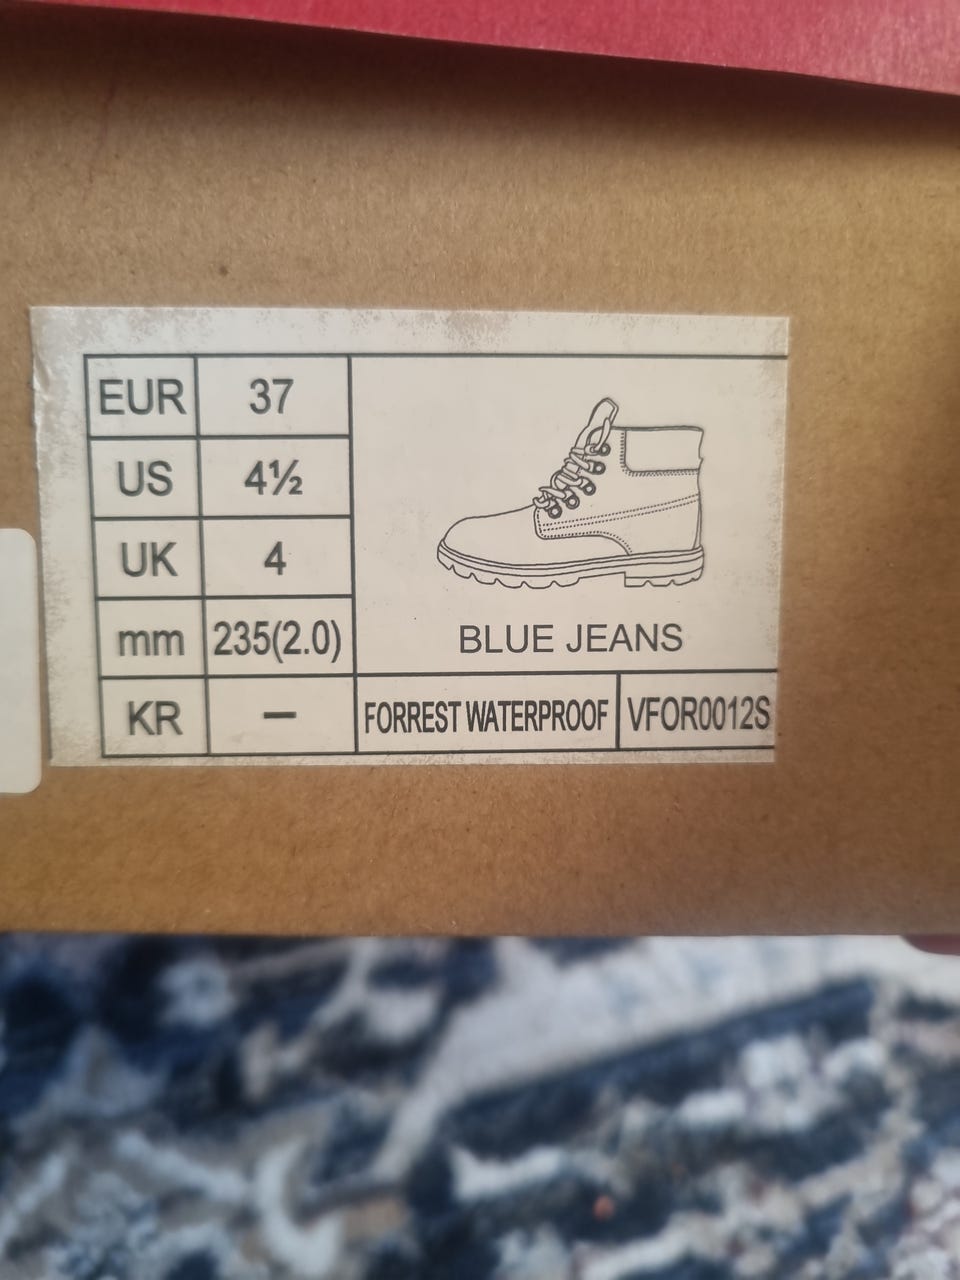 EUR 37
US 4½
UK 4
mm 235(2.0)
KR –
BLUE JEANS
FORREST WATERPROOF VFOR0012S